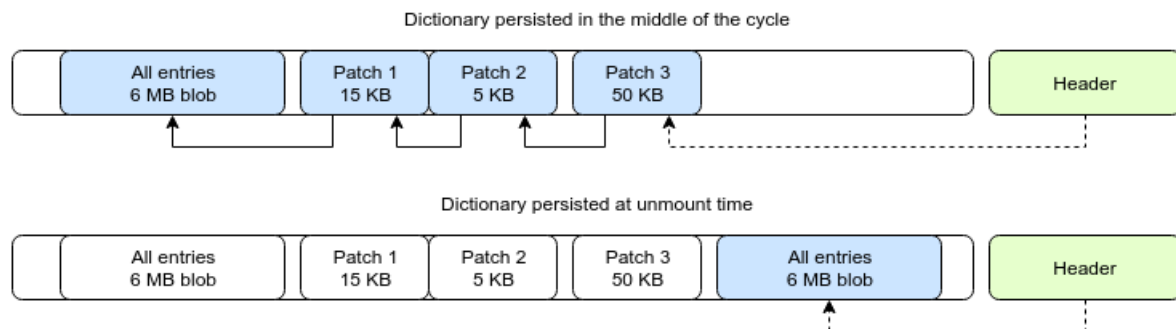 Dictionary persisted in the middle of the cycle
All entries
6 MB blob
Patch 1
15 KB
Patch 2
5 KB
Patch 3
50 KB
Header
Dictionary persisted at unmount time
All entries
6 MB blob
Patch 1
15 KB
Patch 2
5 KB
Patch 3
50 KB
All entries
6 MB blob
Header